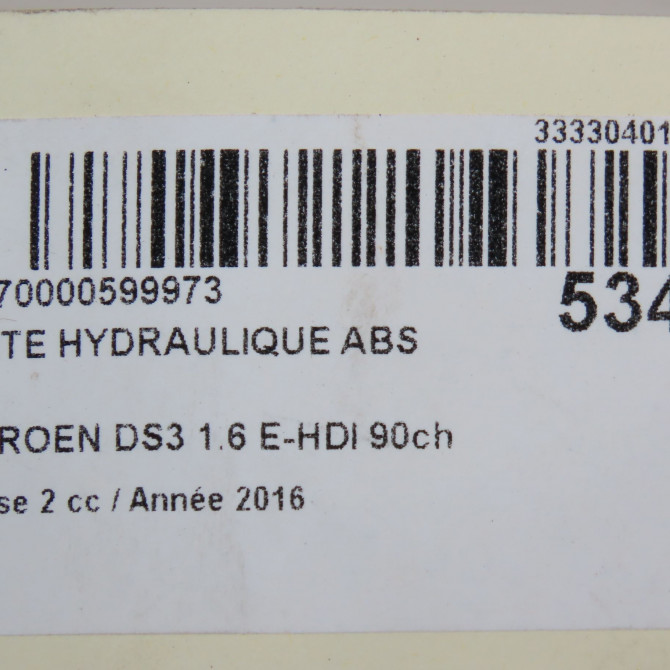 33330401
70000599973
534
TE HYDRAULIQUE ABS
ROEN DS3 1.6 E-HDI 90ch
se 2 cc / Année 2016